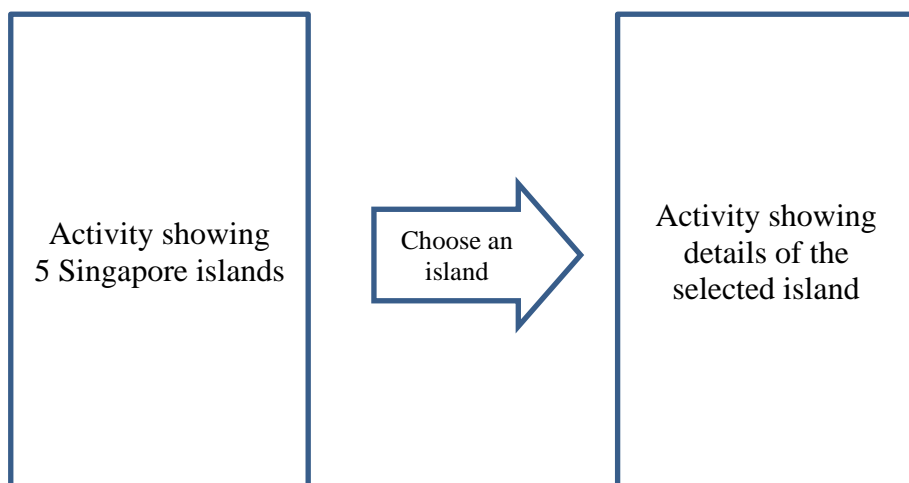 Activity showing
5 Singapore islands
Choose an
island
Activity showing
details of the
selected island